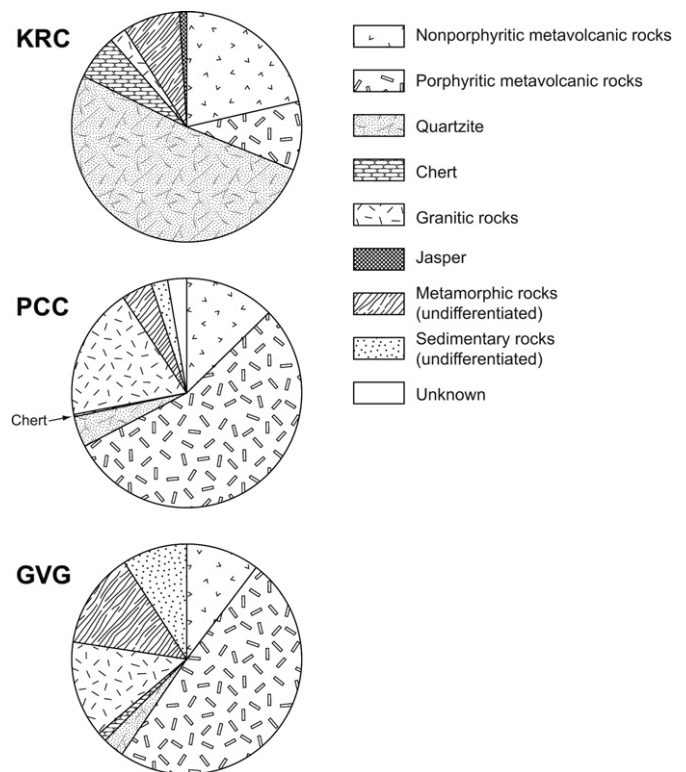 KRC
Nonporphyritic metavolcanic rocks
Porphyritic metavolcanic rocks
Quartzite
Chert
Granitic rocks
Jasper
Metamorphic rocks
(undifferentiated)
Sedimentary rocks
(undifferentiated)
Unknown
PCC
Chert
GVG